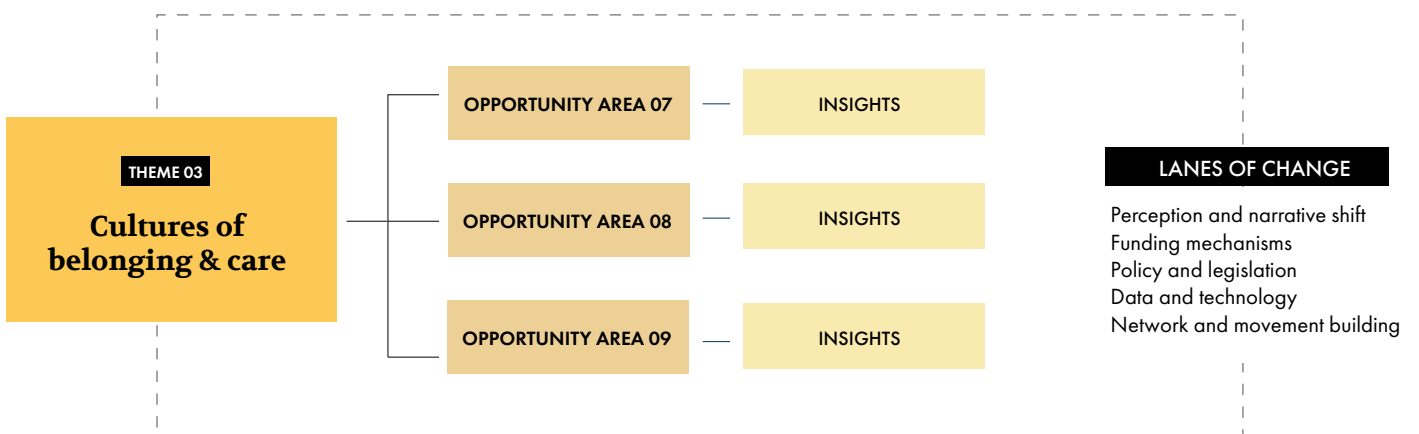 THEME 03
Cultures of
belonging & care
OPPORTUNITY AREA 07
INSIGHTS
OPPORTUNITY AREA 08
INSIGHTS
OPPORTUNITY AREA 09
INSIGHTS
LANES OF CHANGE
Perception and narrative shift
Funding mechanisms
Policy and legislation
Data and technology
Network and movement building